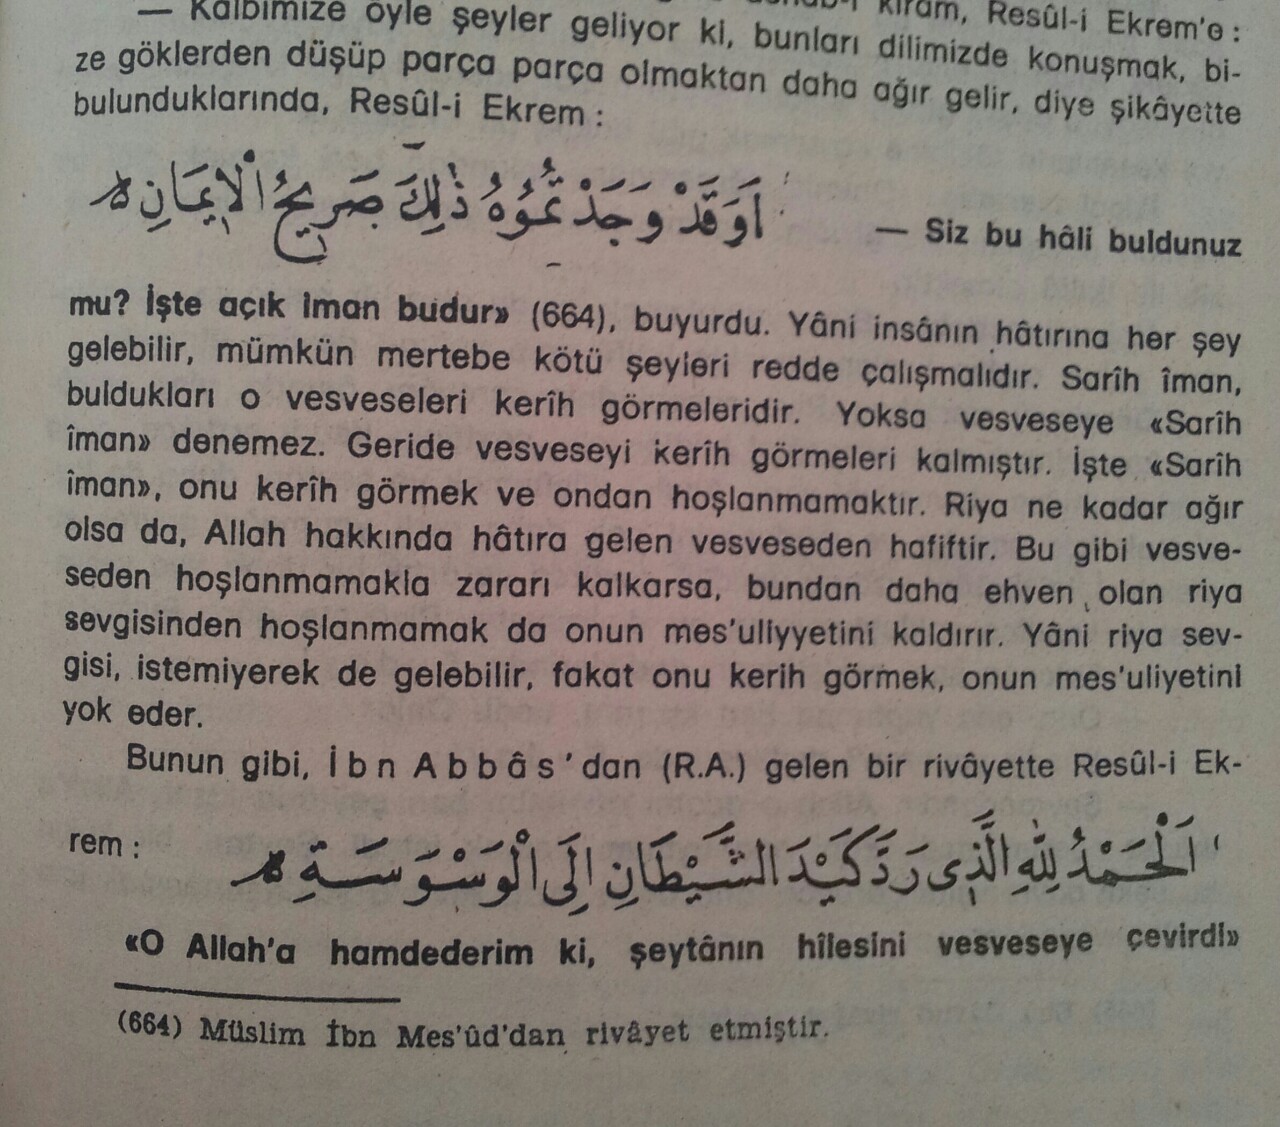 kirâm, Resûl-i Ekrem'e :
— Kalbimize öyle şeyler geliyor ki, bunları dilimizde konuşmak, bi-
ze göklerden düşüp parça parça olmaktan daha ağır gelir, diye şikâyette
bulunduklarında, Resûl-i Ekrem :
اَوَقَدْ وَجَدْتُمُوهُ ذٰلِكَ صَرِيحُ الْاِيمَانِ
— Siz bu hâli buldunuz
mu? İşte açık îman budur» (664), buyurdu. Yâni insânın hâtırına her şey
gelebilir, mümkün mertebe kötü şeyleri redde çalışmalıdır. Sarîh îman,
buldukları o vesveseleri kerîh görmeleridir. Yoksa vesveseye «Sarîh
îman» denemez. Geride vesveseyi kerîh görmeleri kalmıştır. İşte «Sarîh
îman», onu kerîh görmek ve ondan hoşlanmamaktır. Riya ne kadar ağır
olsa da, Allah hakkında hâtıra gelen vesveseden hafiftir. Bu gibi vesve-
seden hoşlanmamakla zararı kalkarsa, bundan daha ehven olan riya
sevgisinden hoşlanmamak da onun mes'uliyyetini kaldırır. Yâni riya sev-
gisi, istemiyerek de gelebilir, fakat onu kerih görmek, onun mes'uliyetini
yok eder.
Bunun gibi, İbn Abbâs'dan (R.A.) gelen bir rivâyette Resûl-i Ek-
rem : اَلْحَمْدُ لِلّٰهِ الَّذِى رَدَّ كَيْدَ الشَّيْطَانِ اِلَى الْوَسْوَسَةِ
«O Allah'a hamdederim ki, şeytânın hîlesini vesveseye çevirdi»
(664) Müslim İbn Mes'ûd'dan rivâyet etmiştir.